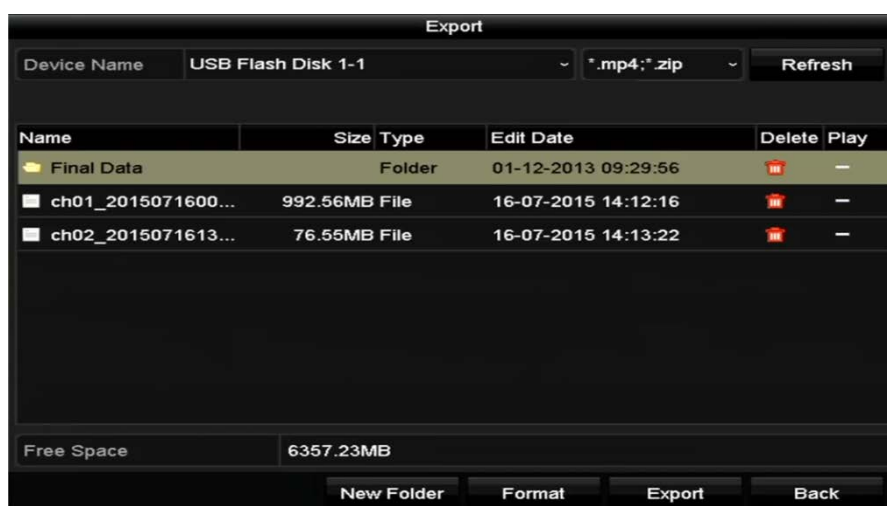 Export
Device Name USB Flash Disk 1-1 *.mp4;*.zip Refresh
Name Size Type Edit Date Delete Play
Final Data Folder 01-12-2013 09:29:56
ch01_2015071600... 992.56MB File 16-07-2015 14:12:16
ch02_2015071613... 76.55MB File 16-07-2015 14:13:22
Free Space 6357.23MB
New Folder Format Export Back